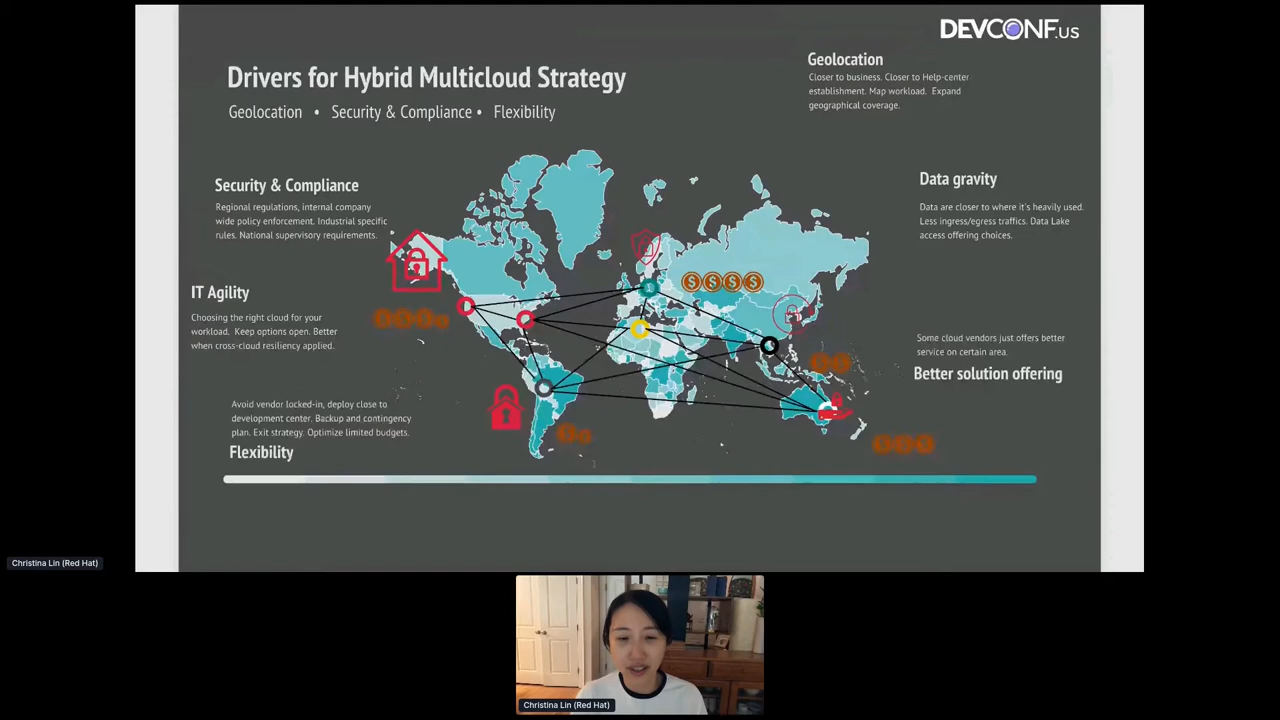 DEVCONF.us
Drivers for Hybrid Multicloud Strategy
Geolocation • Security & Compliance • Flexibility
Geolocation
Closer to business. Closer to Help-center
establishment. Map workload. Expand
geographical coverage.
Security & Compliance
Regional regulations, internal company
wide policy enforcement. Industrial specific
rules. National supervisory requirements.
Data gravity
Data are closer to where it's heavily used.
Less ingress/egress traffics. Data Lake
access offering choices.
IT Agility
Choosing the right cloud for your
workload. Keep options open. Better
when cross-cloud resiliency applied.
Some cloud vendors just offers better
service on certain area.
Better solution offering
Avoid vendor locked-in, deploy close to
development center. Backup and contingency
plan. Exit strategy. Optimize limited budgets.
Flexibility
Christina Lin (Red Hat)
Christina Lin (Red Hat)